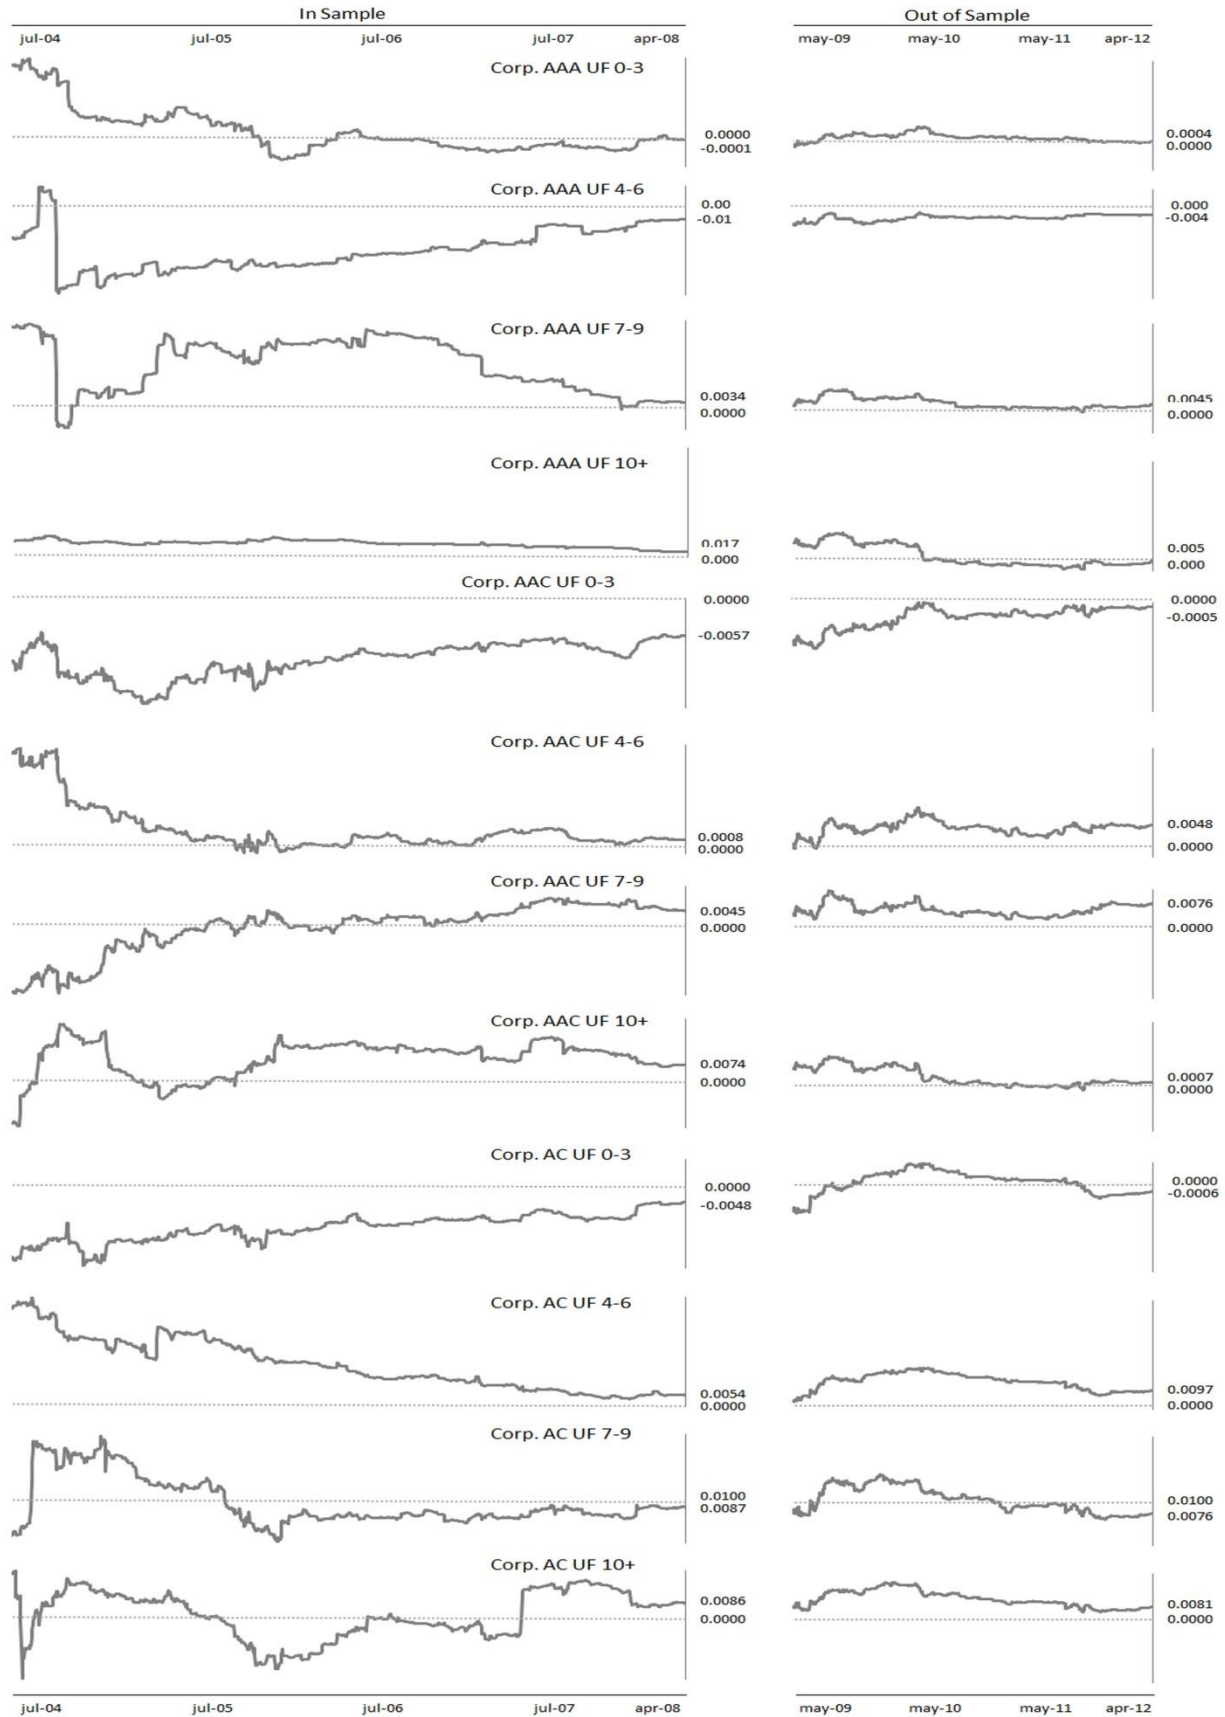 In Sample
Out of Sample
jul-04 jul-05 jul-06 jul-07 apr-08
may-09 may-10 may-11 apr-12
Corp. AAA UF 0-3
0.0000
-0.0001
0.0004
0.0000
Corp. AAA UF 4-6
0.00
-0.01
0.000
-0.004
Corp. AAA UF 7-9
0.0034
0.0000
0.0045
0.0000
Corp. AAA UF 10+
0.017
0.000
0.005
0.000
Corp. AAC UF 0-3
0.0000
-0.0057
0.0000
-0.0005
Corp. AAC UF 4-6
0.0008
0.0000
0.0048
0.0000
Corp. AAC UF 7-9
0.0045
0.0000
0.0076
0.0000
Corp. AAC UF 10+
0.0074
0.0000
0.0007
0.0000
Corp. AC UF 0-3
0.0000
-0.0048
0.0000
-0.0006
Corp. AC UF 4-6
0.0054
0.0000
0.0097
0.0000
Corp. AC UF 7-9
0.0100
0.0087
0.0100
0.0076
Corp. AC UF 10+
0.0086
0.0000
0.0081
0.0000
jul-04 jul-05 jul-06 jul-07 apr-08
may-09 may-10 may-11 apr-12